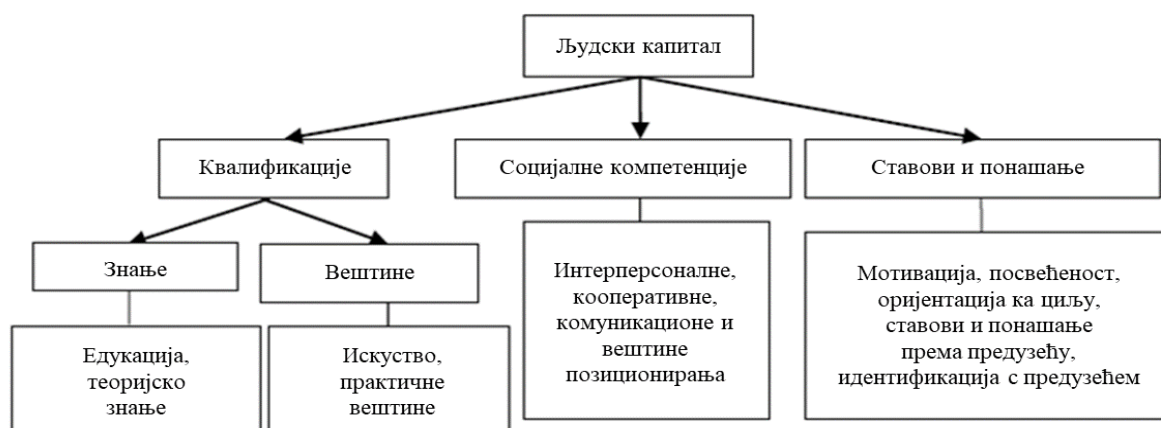 Људски капитал
Квалификације
Социјалне компетенције
Ставови и понашање
Знање
Вештине
Едукација,
теоријско
знање
Искуство,
практичне
вештине
Интерперсоналне,
кооперативне,
комуникационе и
вештине
позиционирања
Мотивација, посвећеност,
оријентација ка циљу,
ставови и понашање
према предузећу,
идентификација с предузећем